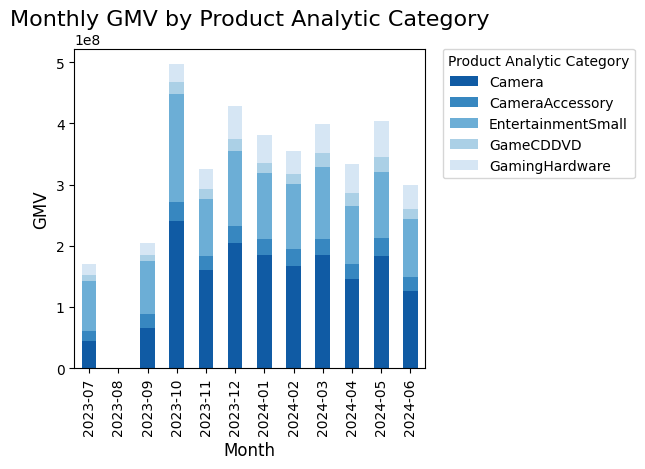 Monthly GMV by Product Analytic Category
1e8
Product Analytic Category
Camera
CameraAccessory
EntertainmentSmall
GameCDDVD
GamingHardware
5
4
3
2
1
0
GMV
2023-07
2023-08
2023-09
2023-10
2023-11
2023-12
2024-01
2024-02
2024-03
2024-04
2024-05
2024-06
Month